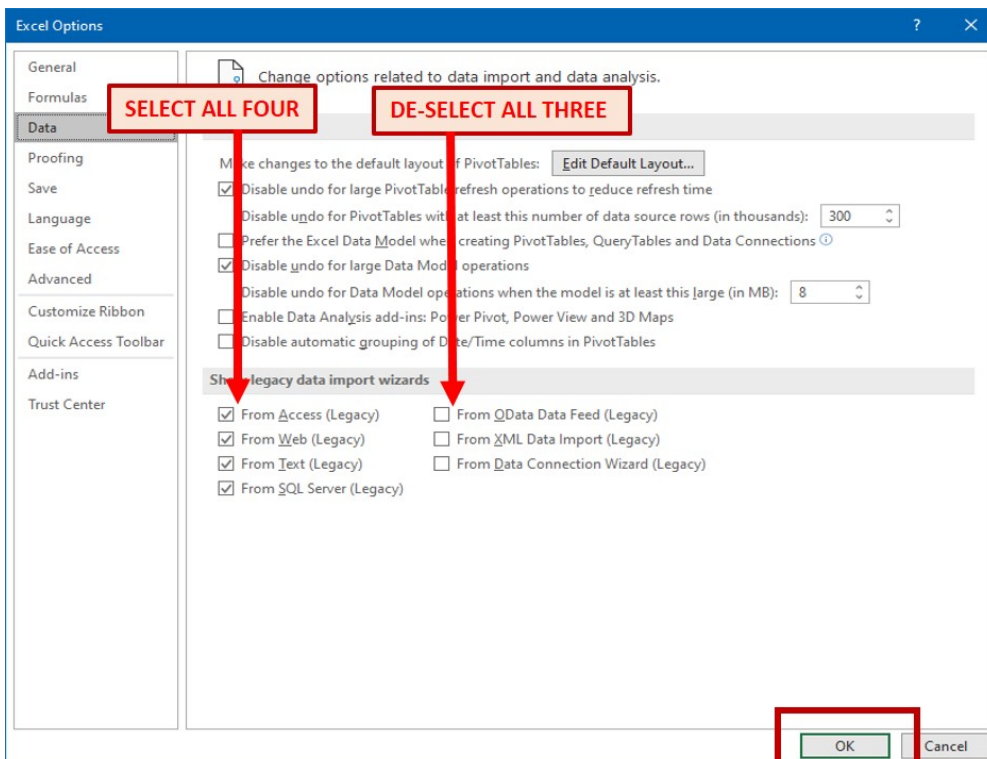 Excel Options ? ×
General
Formulas
Data
Proofing
Save
Language
Ease of Access
Advanced
Customize Ribbon
Quick Access Toolbar
Add-ins
Trust Center
Change options related to data import and data analysis.
SELECT ALL FOUR
DE-SELECT ALL THREE
Make changes to the default layout of PivotTables: Edit Default Layout...
Disable undo for large PivotTable refresh operations to reduce refresh time
Disable undo for PivotTables with at least this number of data source rows (in thousands): 300
Prefer the Excel Data Model when creating PivotTables, QueryTables and Data Connections
Disable undo for large Data Model operations
Disable undo for Data Model operations when the model is at least this large (in MB): 8
Enable Data Analysis add-ins: Power Pivot, Power View and 3D Maps
Disable automatic grouping of Date/Time columns in PivotTables
Show legacy data import wizards
From Access (Legacy) From OData Data Feed (Legacy)
From Web (Legacy) From XML Data Import (Legacy)
From Text (Legacy) From Data Connection Wizard (Legacy)
From SQL Server (Legacy)
OK Cancel